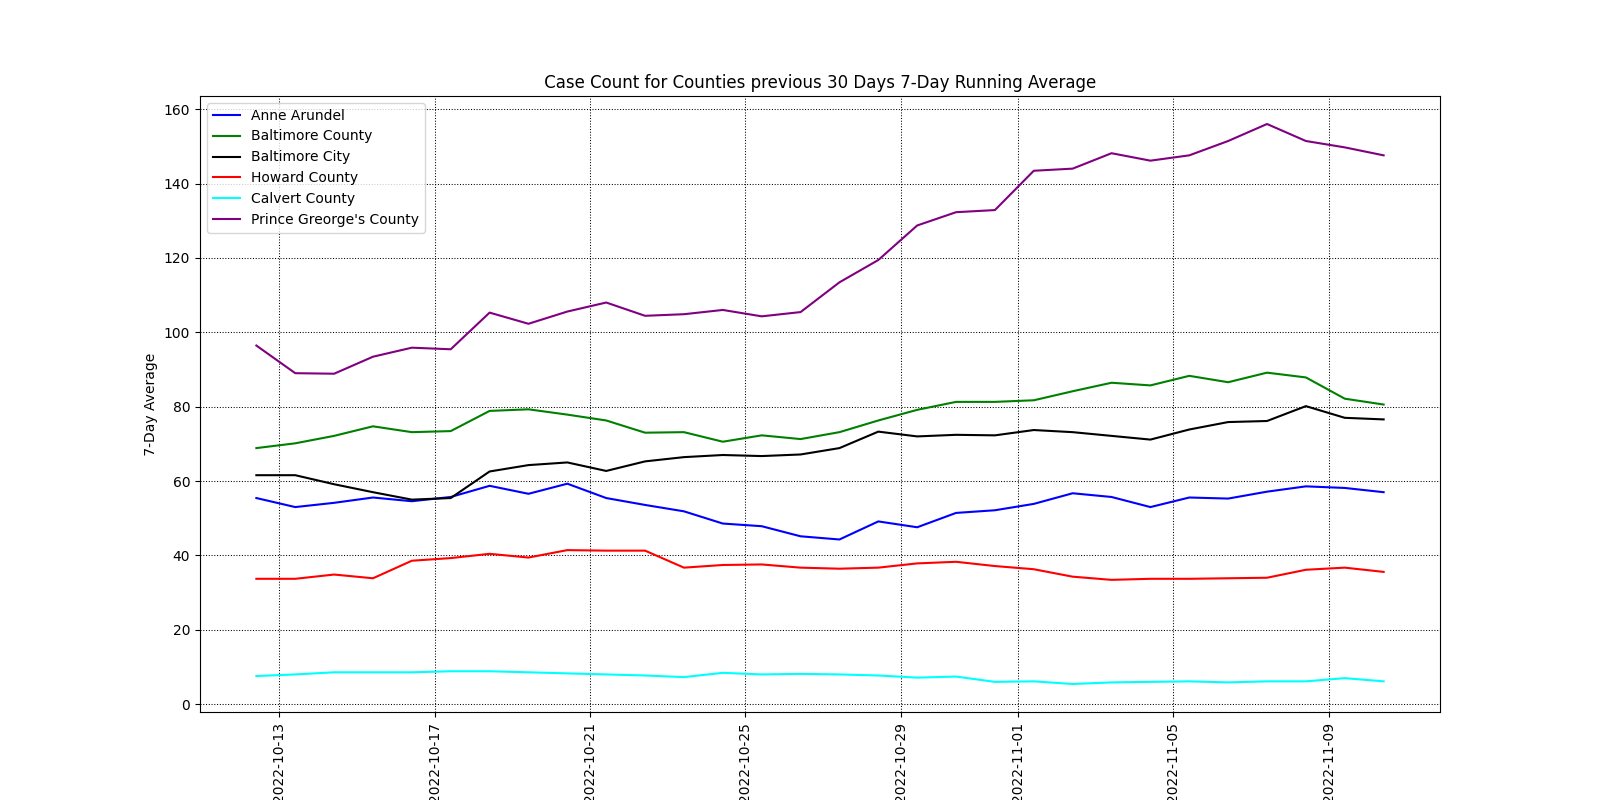 Case Count for Counties previous 30 Days 7-Day Running Average
Anne Arundel
Baltimore County
Baltimore City
Howard County
Calvert County
Prince Greorge's County
7-Day Average
160
140
120
100
80
60
40
20
0
2022-10-13
2022-10-17
2022-10-21
2022-10-25
2022-10-29
2022-11-01
2022-11-05
2022-11-09